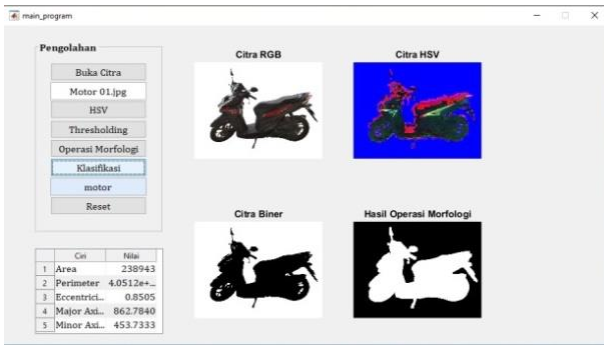 main_program
Pengolahan
Buka Citra
Motor 01.jpg
HSV
Thresholding
Operasi Morfologi
Klasifikasi
motor
Reset
Citra RGB
Citra HSV
Citra Biner
Hasil Operasi Morfologi
Ciri Nilai
1 Area 238943
2 Perimeter 4.0512e+...
3 Eccentrici... 0.8505
4 Major Axi... 862.7840
5 Minor Axi... 453.7333